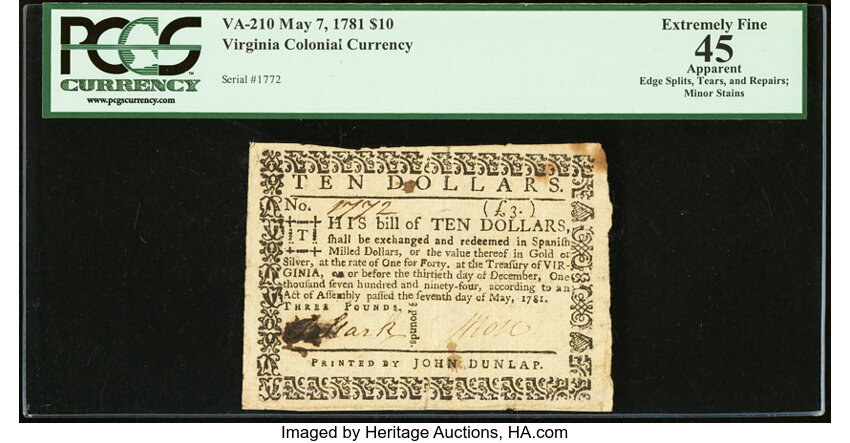 PCGS
CURRENCY
™
www.pcgscurrency.com
VA-210 May 7, 1781 $10
Virginia Colonial Currency
Serial #1772
Extremely Fine
45
Apparent
Edge Splits, Tears, and Repairs;
Minor Stains
TEN DOLLARS.
No. 1772 (£3.)
THIS bill of TEN DOLLARS,
ſhall be exchanged and redeemed in Spaniſh
Milled Dollars, or the value thereof in Gold or
Silver, at the rate of One for Forty, at the Treaſury of VIR-
GINIA, on or before the thirtieth day of December, One
thouſand ſeven hundred and ninety-four, according to an
Act of Aſſembly paſſed the ſeventh day of May, 1781.
THREE POUNDS.
3 pounds.
PRINTED BY JOHN DUNLAP.
Imaged by Heritage Auctions, HA.com